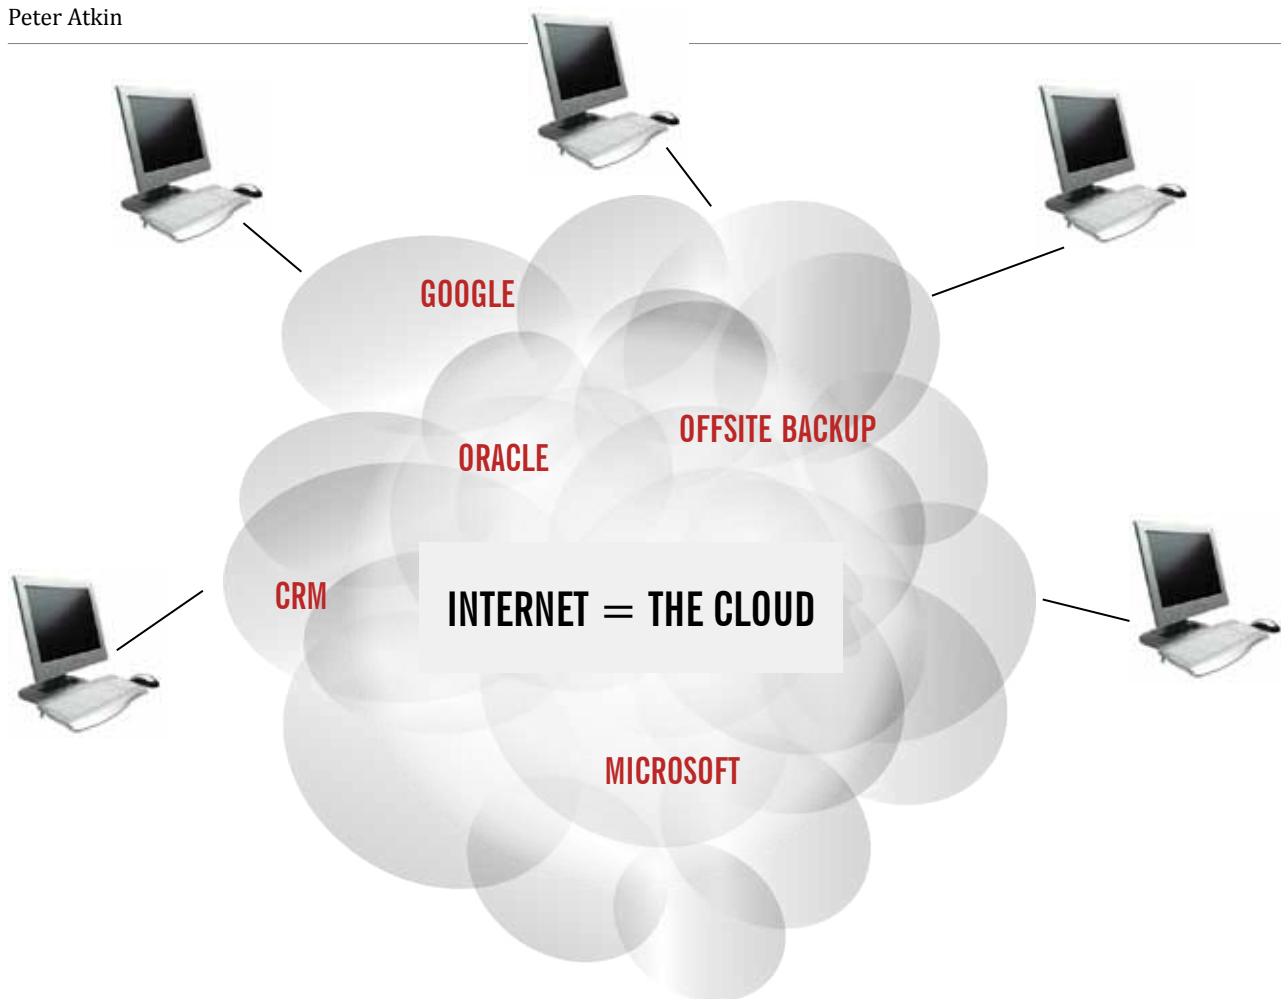 Peter Atkin
GOOGLE
OFFSITE BACKUP
ORACLE
CRM
INTERNET = THE CLOUD
MICROSOFT